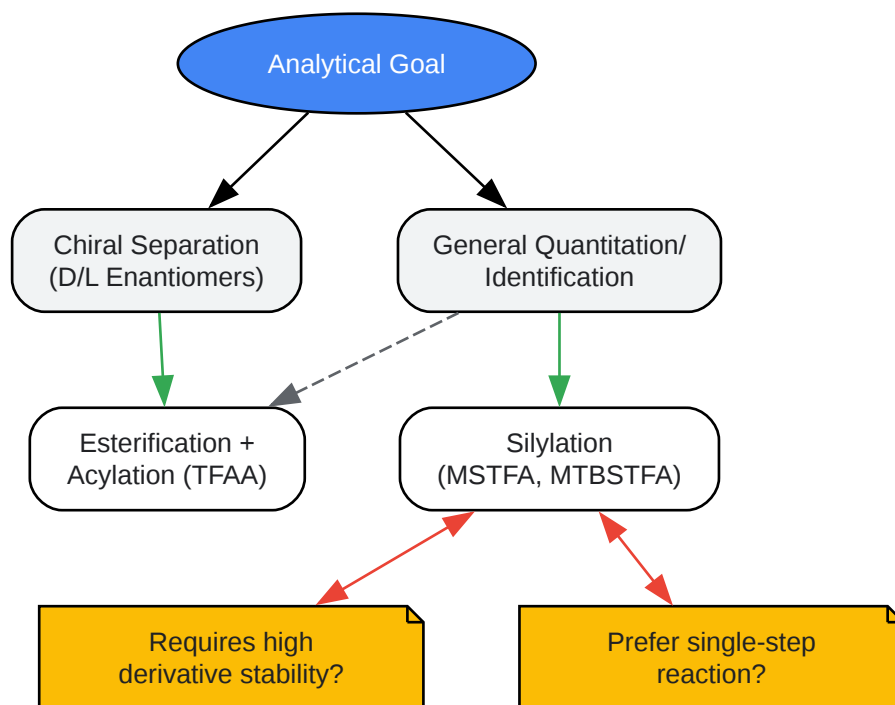 Analytical Goal
Chiral Separation
(D/L Enantiomers)
General Quantitation/
Identification
Esterification +
Acylation (TFAA)
Silylation
(MSTFA, MTBSTFA)
Requires high
derivative stability?
Prefer single-step
reaction?